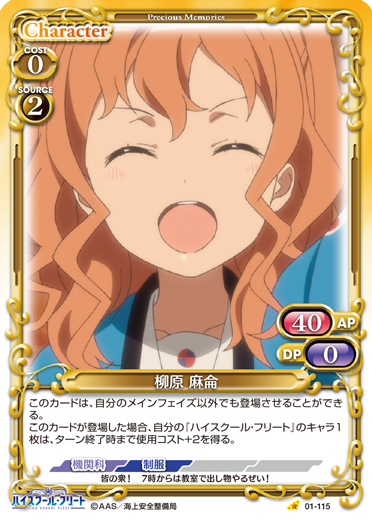 Precious Memories
Character
COST
0
SOURCE
2
40 AP
DP 0
柳原 麻侖
このカードは、自分のメインフェイズ以外でも登場させることができ
る。
このカードが登場した場合、自分の『ハイスクール・フリート』のキャラ1
枚は、ターン終了時まで使用コスト+2を得る。
機関科 制服
皆の衆! 7時からは教室で出し物やるぜい!
ハイスクール・フリート
©AAS/海上安全整備局
01-115